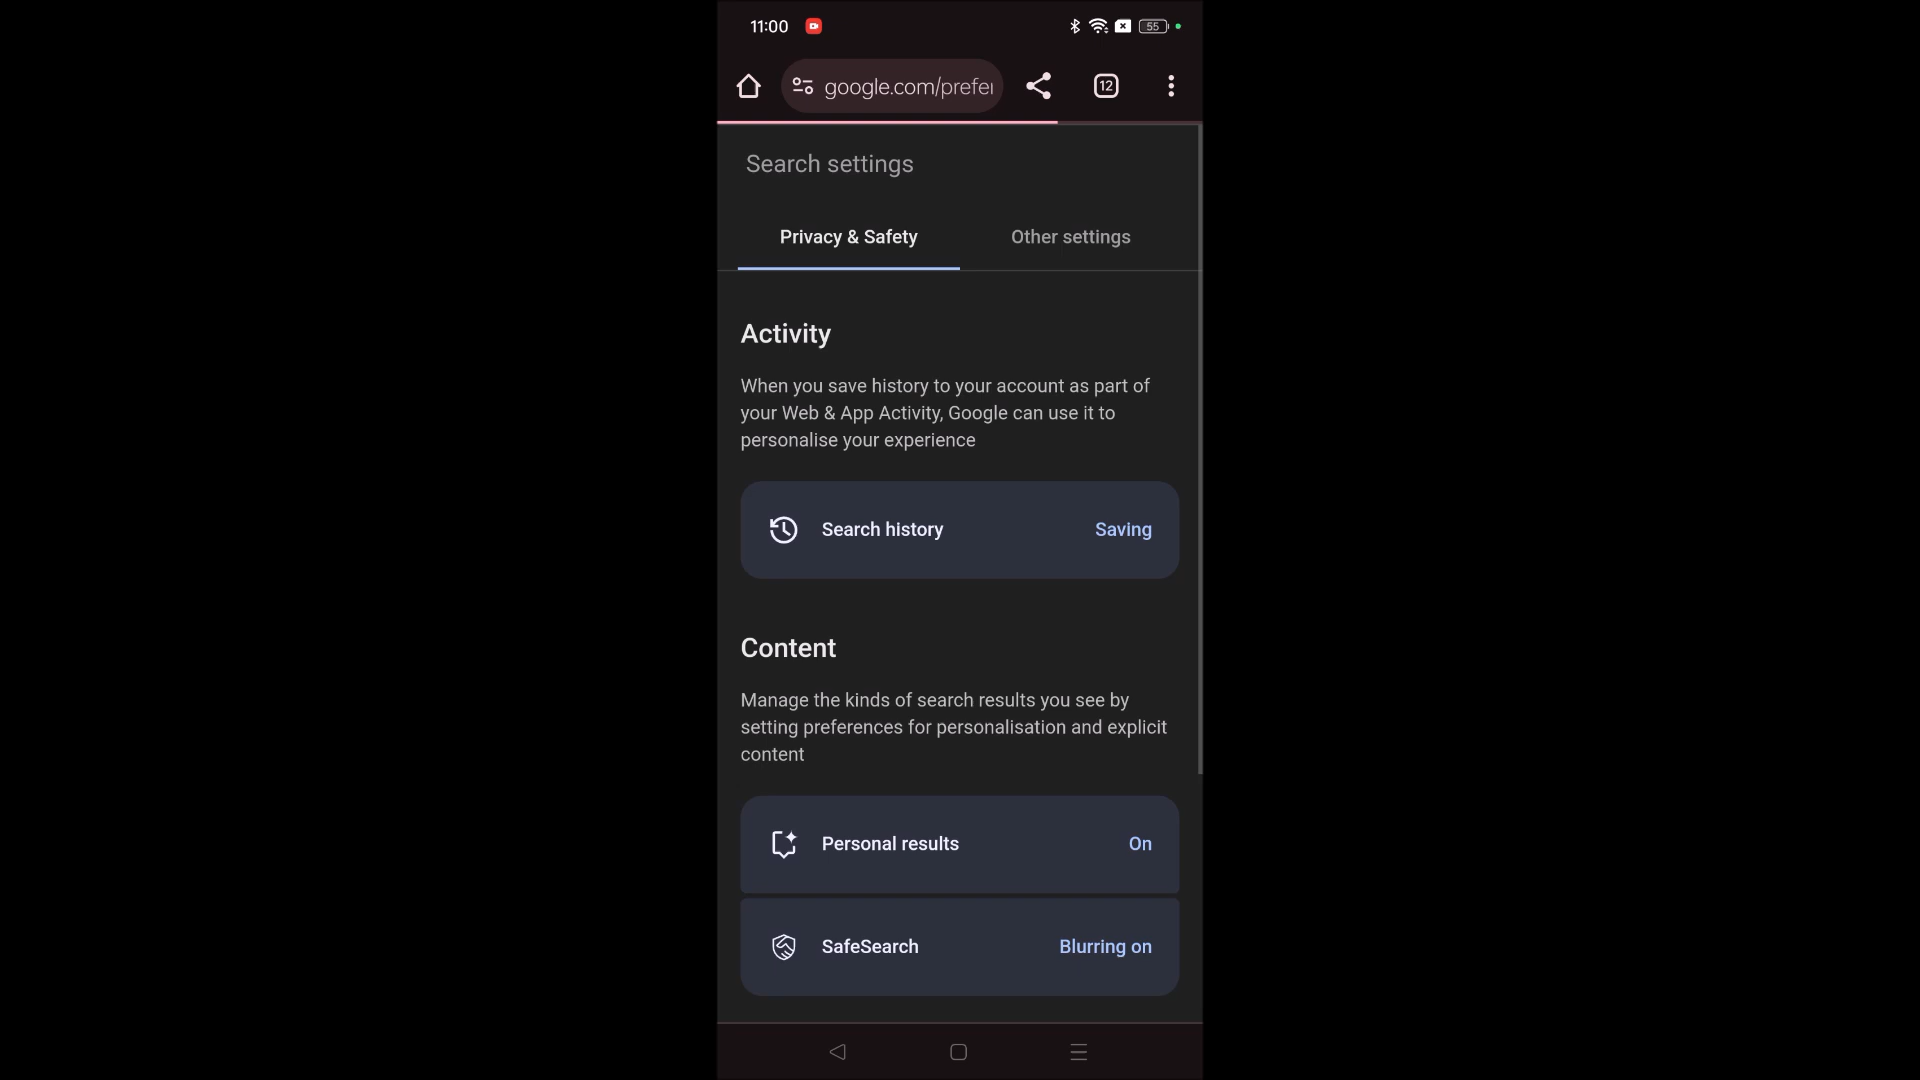 11:00
55
google.com/prefer
12
Search settings
Privacy & Safety
Other settings
Activity
When you save history to your account as part of
your Web & App Activity, Google can use it to
personalise your experience
Search history
Saving
Content
Manage the kinds of search results you see by
setting preferences for personalisation and explicit
content
Personal results
On
SafeSearch
Blurring on